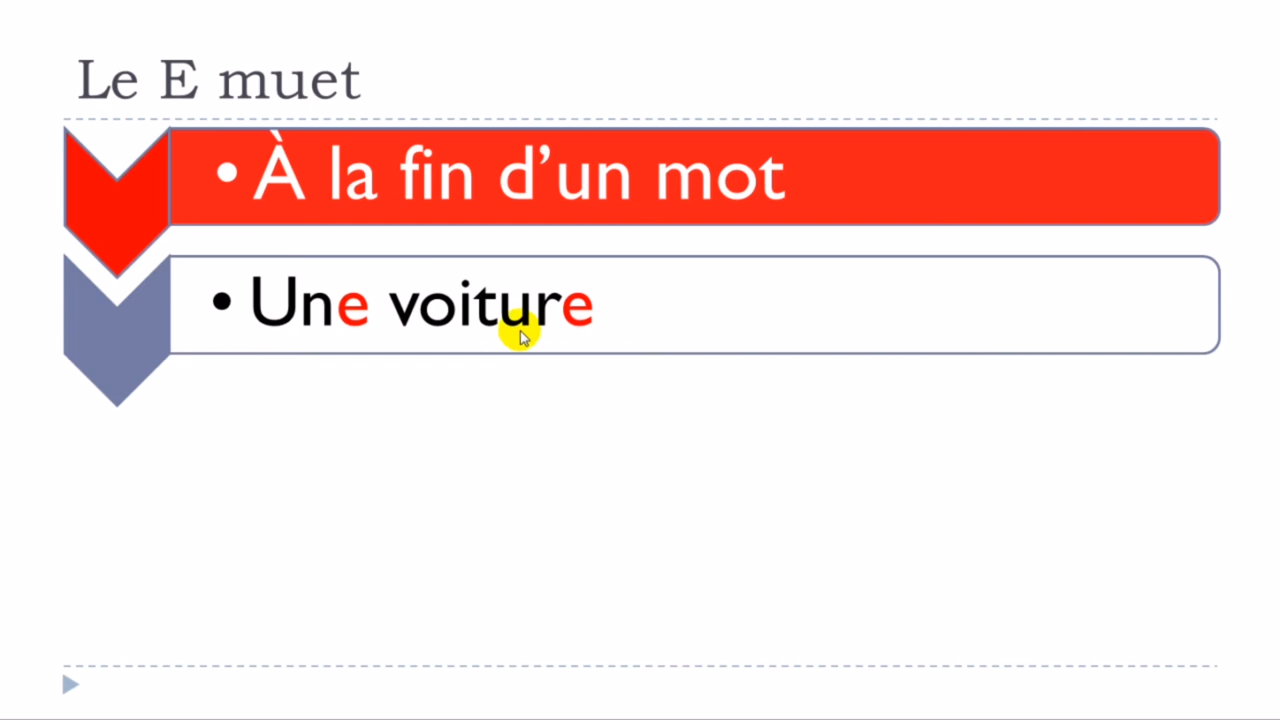 Le E muet
• À la fin d’un mot
• Une voiture